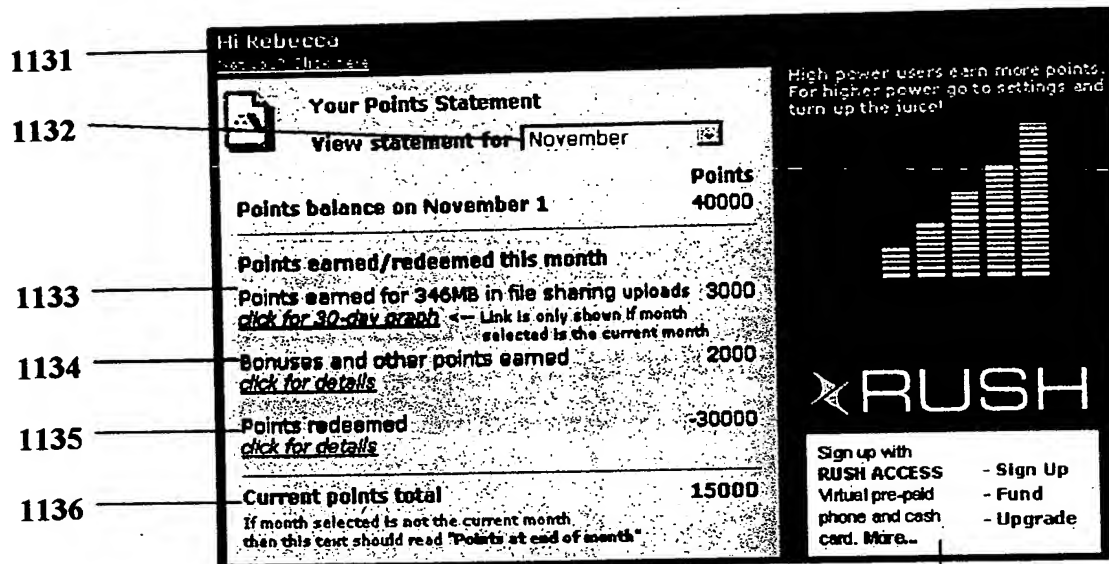 1131
Hi Rebecca
Not you? Click here
1132
Your Points Statement
View statement for November
Points
Points balance on November 1 40000
Points earned/redeemed this month
1133
Points earned for 346MB in file sharing uploads 3000
click for 30-day graph <-- Link is only shown if month
selected is the current month
1134
Bonuses and other points earned 2000
click for details
1135
Points redeemed -30000
click for details
1136
Current points total 15000
If month selected is not the current month
then this text should read "Points at end of month"
High power users earn more points.
For higher power go to settings and
turn up the juice!
RUSH
Sign up with
RUSH ACCESS
Virtual pre-paid
phone and cash
card. More...
- Sign Up
- Fund
- Upgrade